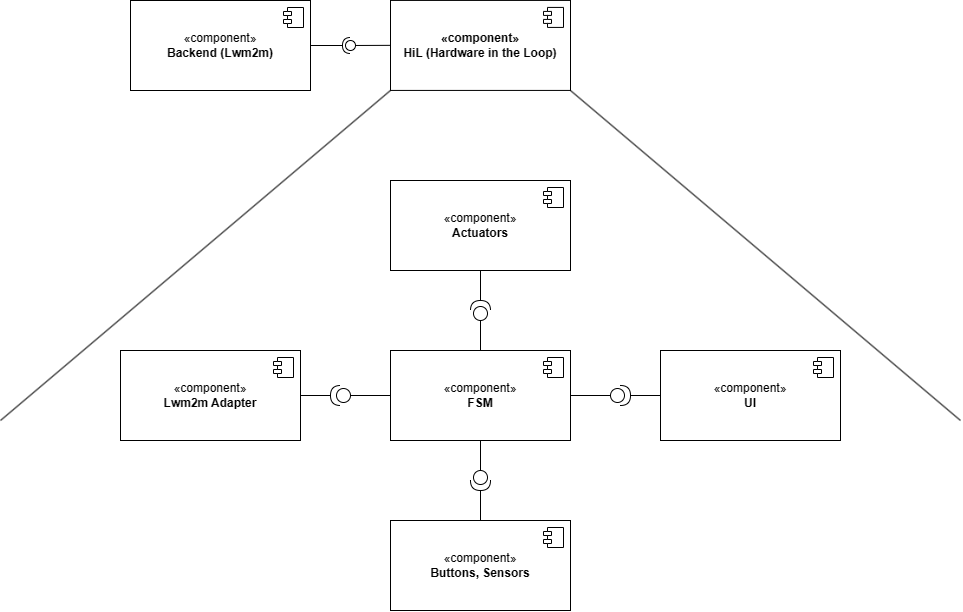 «component»
Backend (Lwm2m)
«component»
HiL (Hardware in the Loop)
«component»
Actuators
«component»
Lwm2m Adapter
«component»
FSM
«component»
UI
«component»
Buttons, Sensors